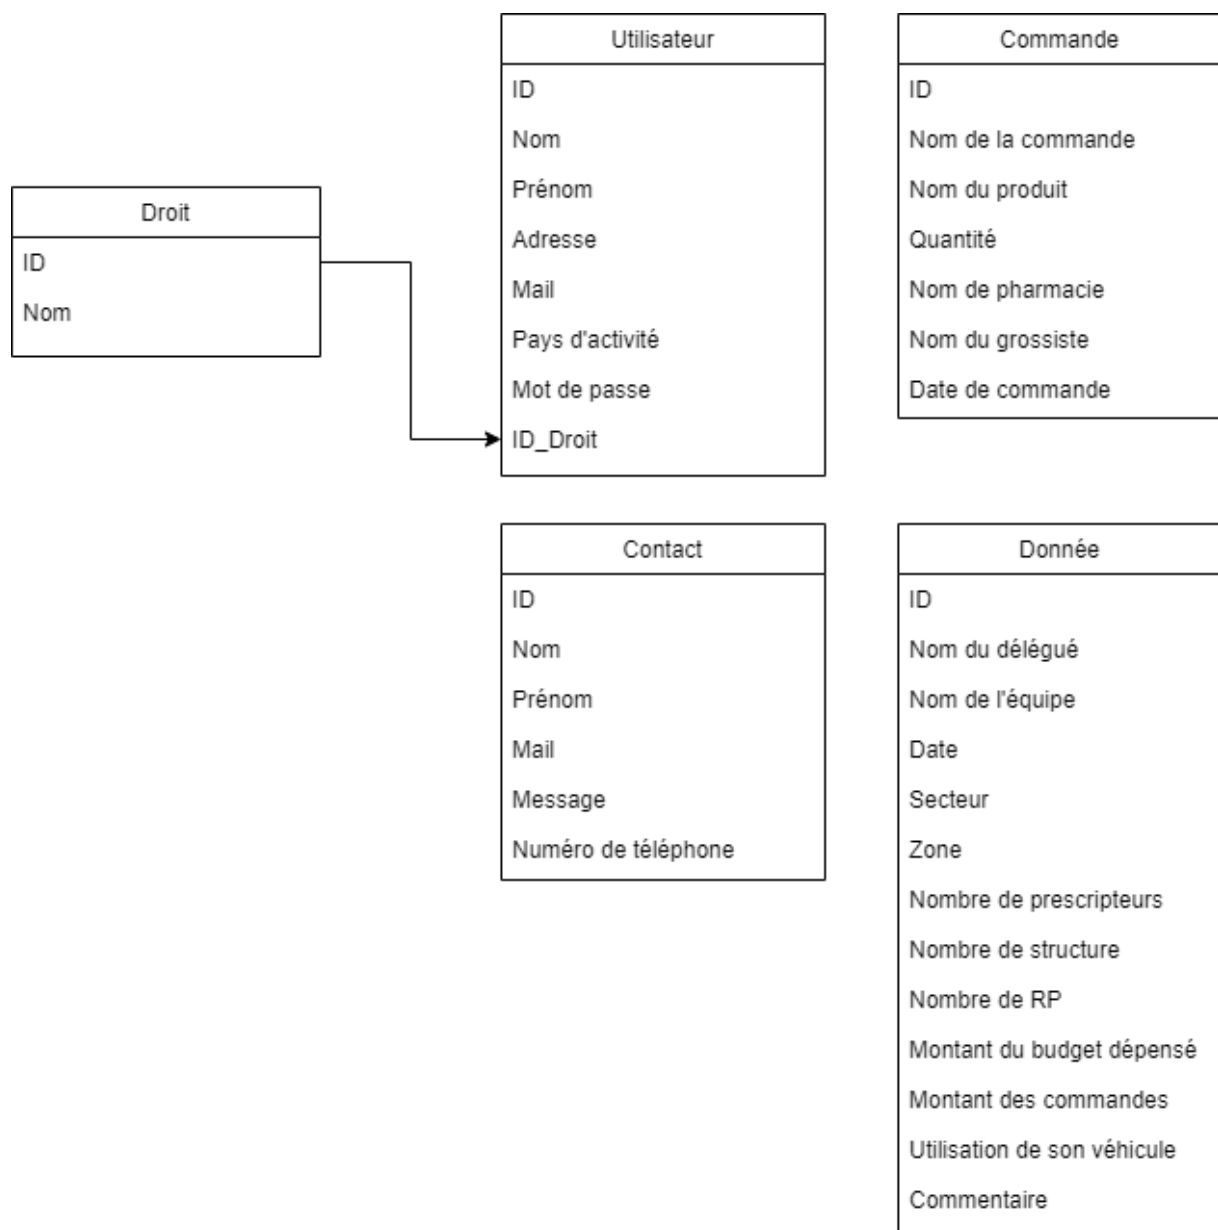 Droit
ID
Nom
Utilisateur
ID
Nom
Prénom
Adresse
Mail
Pays d'activité
Mot de passe
ID_Droit
Commande
ID
Nom de la commande
Nom du produit
Quantité
Nom de pharmacie
Nom du grossiste
Date de commande
Contact
ID
Nom
Prénom
Mail
Message
Numéro de téléphone
Donnée
ID
Nom du délégué
Nom de l'équipe
Date
Secteur
Zone
Nombre de prescripteurs
Nombre de structure
Nombre de RP
Montant du budget dépensé
Montant des commandes
Utilisation de son véhicule
Commentaire